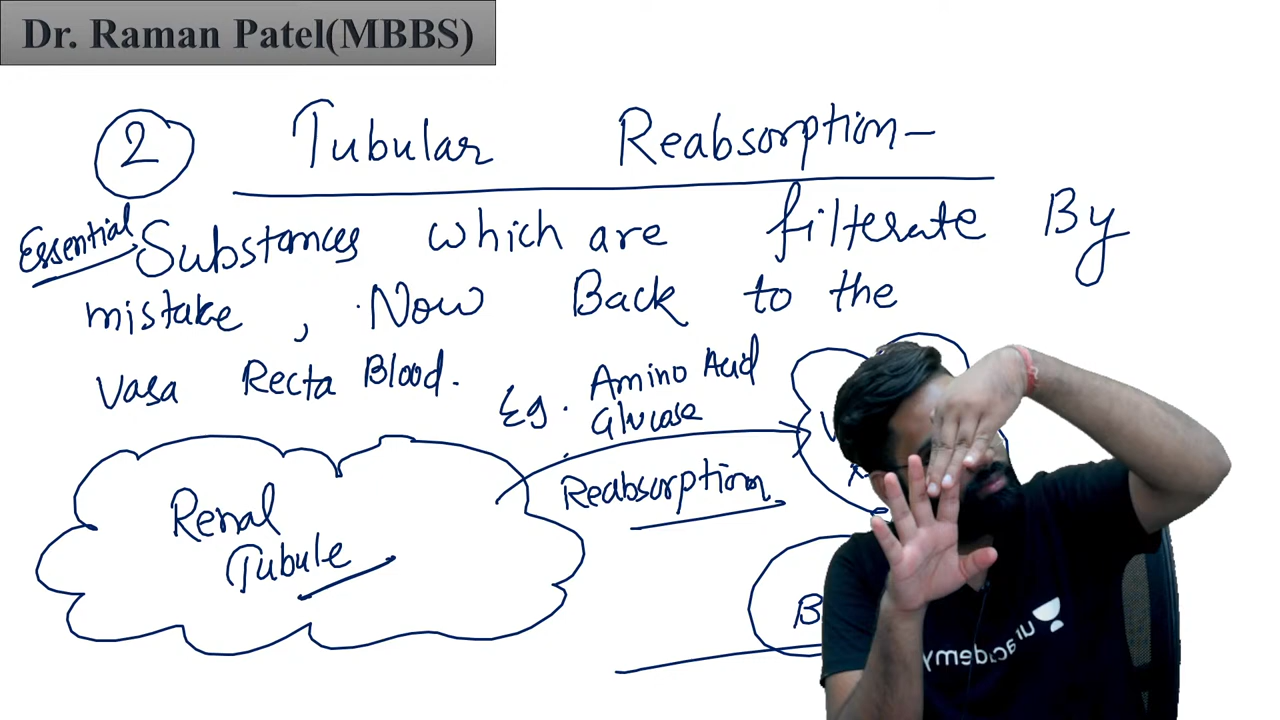 Dr. Raman Patel(MBBS)
2 Tubular Reabsorption-
Essential Substances which are filterate By
mistake, Now Back to the
Vasa Recta Blood.
Eg. Amino Acid
Glucase
Reabsorption
Renal
Tubule
B
unacademy